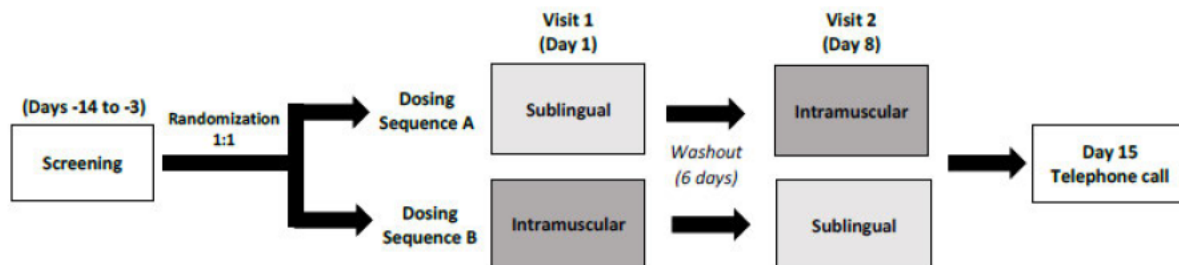 (Days -14 to -3)
Screening
Randomization
1:1
Dosing
Sequence A
Dosing
Sequence B
Visit 1
(Day 1)
Sublingual
Intramuscular
Washout
(6 days)
Visit 2
(Day 8)
Intramuscular
Sublingual
Day 15
Telephone call